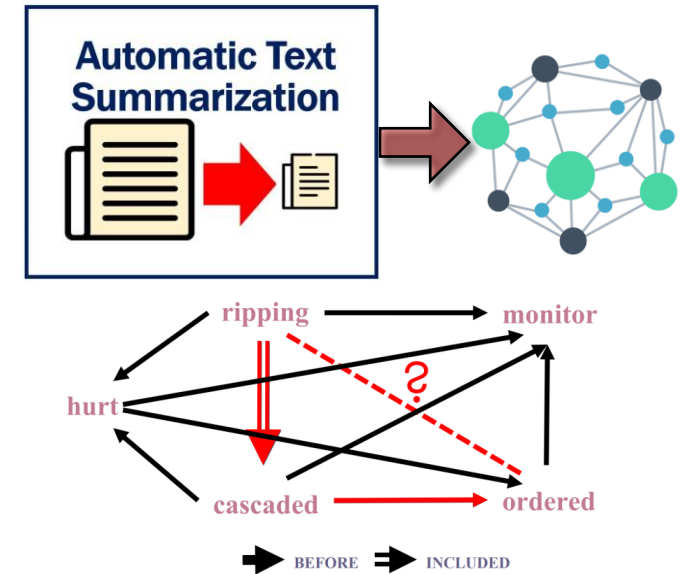 Automatic Text
Summarization
ripping
monitor
?
hurt
cascaded
ordered
BEFORE
INCLUDED